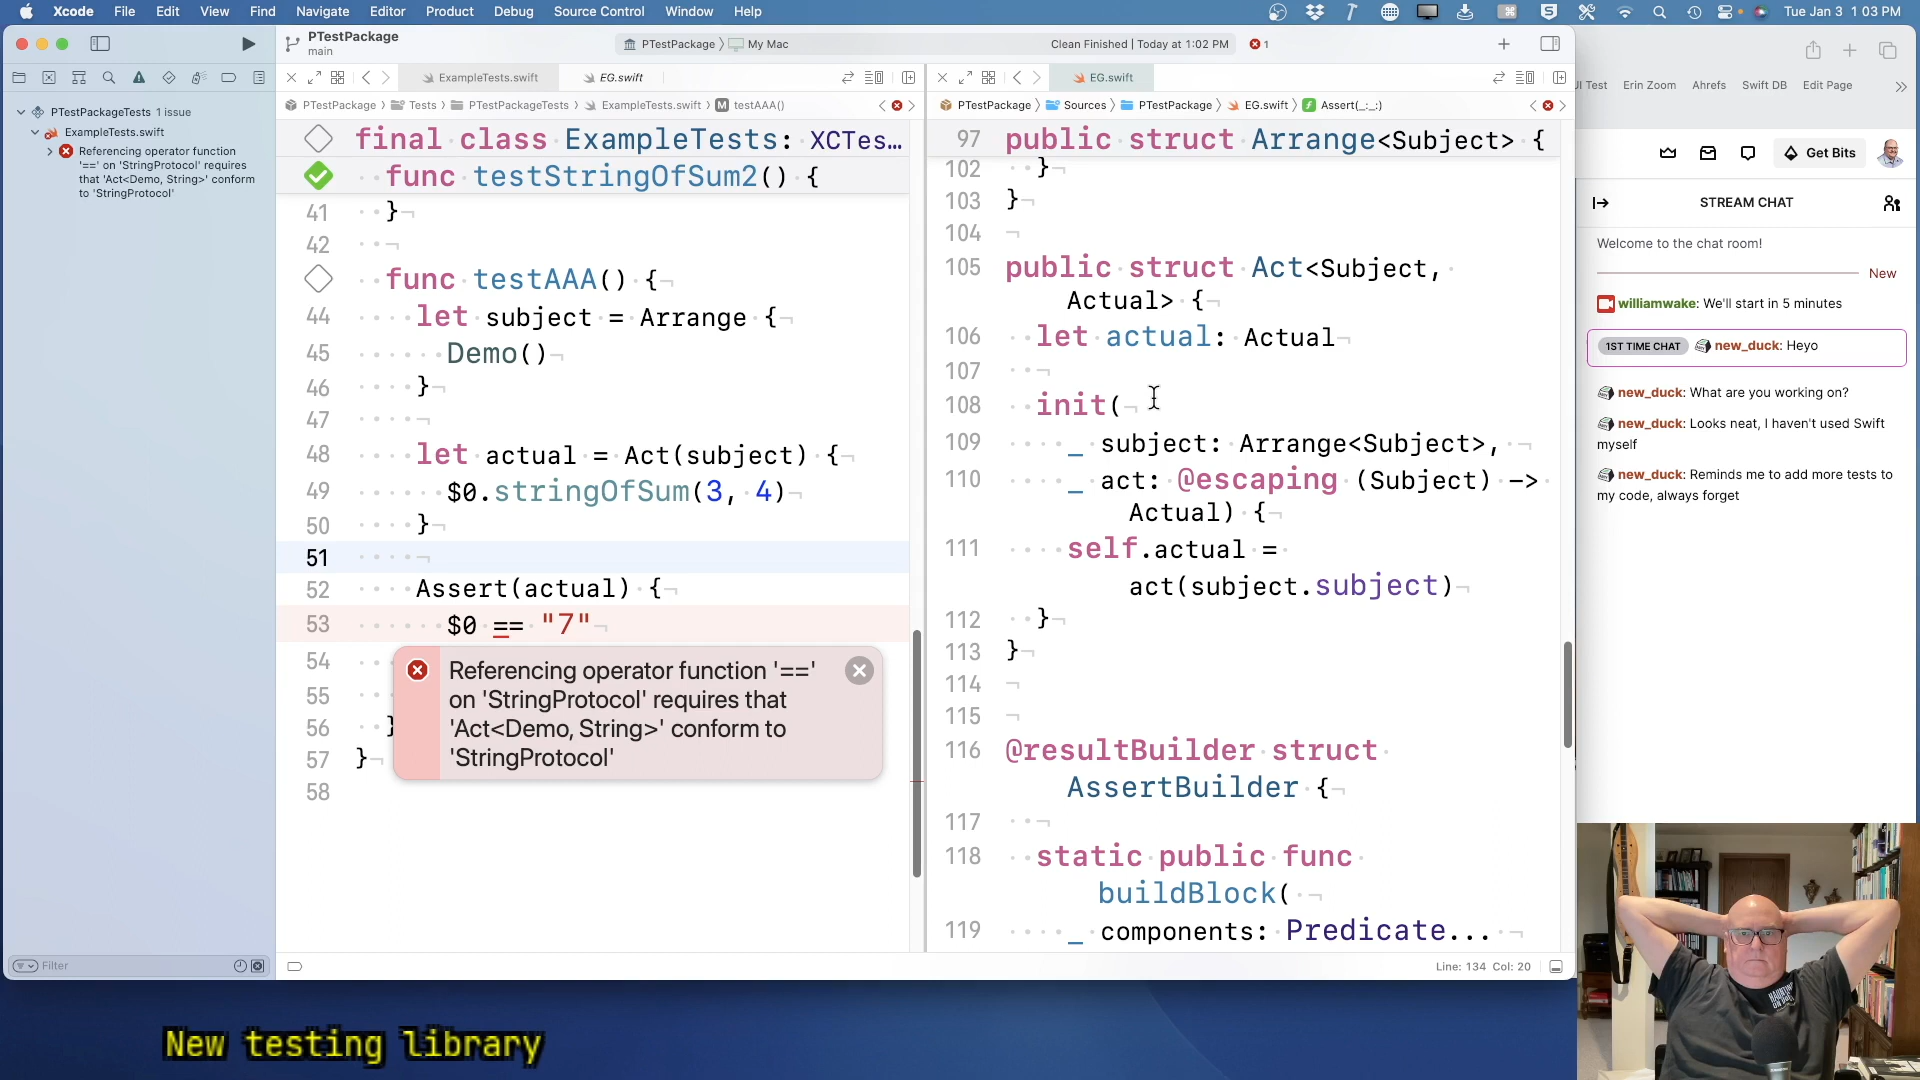 Xcode File Edit View Find Navigate Editor Product Debug Source Control Window Help
Tue Jan 3 1 03 PM
PTestPackage
main
PTestPackage 〉 My Mac
Clean Finished | Today at 1:02 PM
1
ExampleTests.swift
EG.swift
EG.swift
UI Test Erin Zoom Ahrefs Swift DB Edit Page
PTestPackage 〉 Tests 〉 PTestPackageTests 〉 ExampleTests.swift 〉 M testAAA()
PTestPackage 〉 Sources 〉 PTestPackage 〉 EG.swift 〉 f Assert(_:_:)
PTestPackageTests 1 issue
ExampleTests.swift
Referencing operator function
'==' on 'StringProtocol' requires
that 'Act<Demo, String>' conform
to 'StringProtocol'
final class ExampleTests: XCTes…
func testStringOfSum2() {
41 }
42
func testAAA() {
44 let subject = Arrange {
45 Demo()
46 }
47
48 let actual = Act(subject) {
49 $0.stringOfSum(3, 4)
50 }
51
52 Assert(actual) {
53 $0 == "7"
54
55
56 }
57 }
58
Referencing operator function '=='
on 'StringProtocol' requires that
'Act<Demo, String>' conform to
'StringProtocol'
97 public struct Arrange<Subject> {
102 }
103 }
104
105 public struct Act<Subject,
Actual> {
106 let actual: Actual
107
108 init(
109 _ subject: Arrange<Subject>,
110 _ act: @escaping (Subject) ->
Actual) {
111 self.actual =
act(subject.subject)
112 }
113 }
114
115
116 @resultBuilder struct
AssertBuilder {
117
118 static public func
buildBlock(
119 _ components: Predicate...
Line: 134 Col: 20
Filter
Get Bits
STREAM CHAT
Welcome to the chat room!
New
williamwake: We'll start in 5 minutes
1ST TIME CHAT new_duck: Heyo
new_duck: What are you working on?
new_duck: Looks neat, I haven't used Swift
myself
new_duck: Reminds me to add more tests to
my code, always forget
New testing library